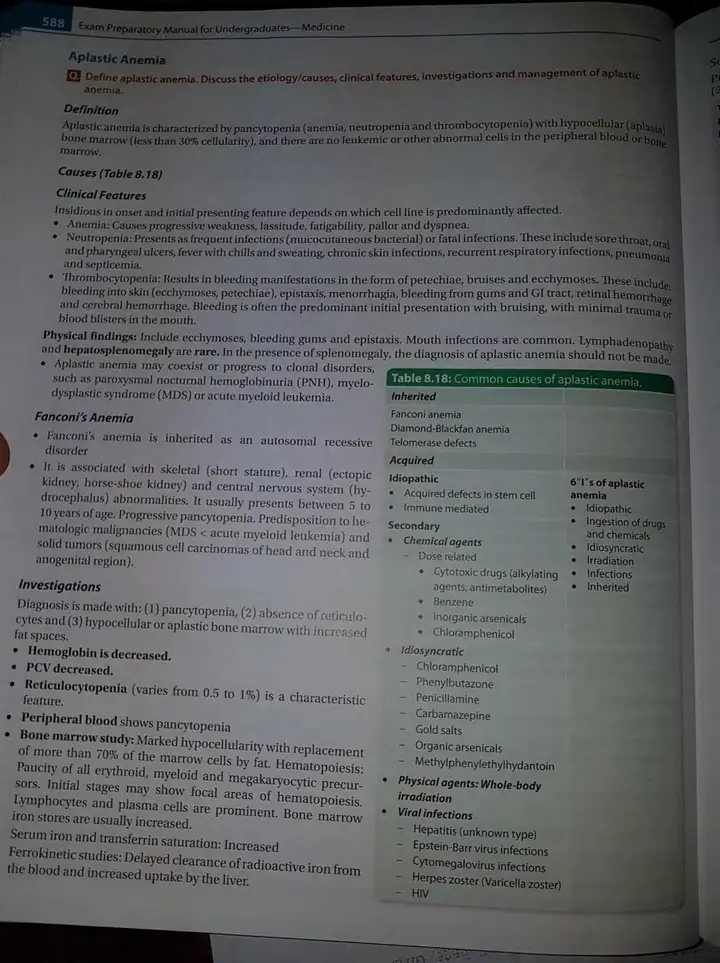 588
Exam Preparatory Manual for Undergraduates—Medicine
Aplastic Anemia
Q Define aplastic anemia. Discuss the etiology/causes, clinical features, investigations and management of aplastic
anemia.
Definition
Aplastic anemia is characterized by pancytopenia (anemia, neutropenia and thrombocytopenia) with hypocellular (aplasia)
bone marrow (less than 30% cellularity), and there are no leukemic or other abnormal cells in the peripheral blood or bone
marrow.
Causes (Table 8.18)
Clinical Features
Insidious in onset and initial presenting feature depends on which cell line is predominantly affected.
• Anemia: Causes progressive weakness, lassitude, fatigability, pallor and dyspnea.
• Neutropenia: Presents as frequent infections (mucocutaneous bacterial) or fatal infections. These include sore throat, oral
and pharyngeal ulcers, fever with chills and sweating, chronic skin infections, recurrent respiratory infections, pneumonia
and septicemia.
• Thrombocytopenia: Results in bleeding manifestations in the form of petechiae, bruises and ecchymoses. These include:
bleeding into skin (ecchymoses, petechiae), epistaxis, menorrhagia, bleeding from gums and GI tract, retinal hemorrhage
and cerebral hemorrhage. Bleeding is often the predominant initial presentation with bruising, with minimal trauma or
blood blisters in the mouth.
Physical findings: Include ecchymoses, bleeding gums and epistaxis. Mouth infections are common. Lymphadenopathy
and hepatosplenomegaly are rare. In the presence of splenomegaly, the diagnosis of aplastic anemia should not be made.
• Aplastic anemia may coexist or progress to clonal disorders,
such as paroxysmal nocturnal hemoglobinuria (PNH), myelo-
dysplastic syndrome (MDS) or acute myeloid leukemia.
Fanconi's Anemia
• Fanconi's anemia is inherited as an autosomal recessive
disorder
• It is associated with skeletal (short stature), renal (ectopic
kidney, horse-shoe kidney) and central nervous system (hy-
drocephalus) abnormalities. It usually presents between 5 to
10 years of age. Progressive pancytopenia. Predisposition to he-
matologic malignancies (MDS < acute myeloid leukemia) and
solid tumors (squamous cell carcinomas of head and neck and
anogenital region).
Investigations
Diagnosis is made with: (1) pancytopenia, (2) absence of reticulo-
cytes and (3) hypocellular or aplastic bone marrow with increased
fat spaces.
• Hemoglobin is decreased.
• PCV decreased.
• Reticulocytopenia (varies from 0.5 to 1%) is a characteristic
feature.
• Peripheral blood shows pancytopenia
• Bone marrow study: Marked hypocellularity with replacement
of more than 70% of the marrow cells by fat. Hematopoiesis:
Paucity of all erythroid, myeloid and megakaryocytic precur-
sors. Initial stages may show focal areas of hematopoiesis.
Lymphocytes and plasma cells are prominent. Bone marrow
iron stores are usually increased.
Serum iron and transferrin saturation: Increased
Ferrokinetic studies: Delayed clearance of radioactive iron from
the blood and increased uptake by the liver.
Table 8.18: Common causes of aplastic anemia.
Inherited
Fanconi anemia
Diamond-Blackfan anemia
Telomerase defects
Acquired
Idiopathic
• Acquired defects in stem cell
• Immune mediated
Secondary
• Chemical agents
– Dose related
• Cytotoxic drugs (alkylating
agents, antimetabolites)
• Benzene
• Inorganic arsenicals
• Chloramphenicol
• Idiosyncratic
– Chloramphenicol
– Phenylbutazone
– Penicillamine
– Carbamazepine
– Gold salts
– Organic arsenicals
– Methylphenylethylhydantoin
• Physical agents: Whole-body
irradiation
• Viral infections
– Hepatitis (unknown type)
– Epstein-Barr virus infections
– Cytomegalovirus infections
– Herpes zoster (Varicella zoster)
– HIV
6"I"s of aplastic
anemia
• Idiopathic
• Ingestion of drugs
and chemicals
• Idiosyncratic
• Irradiation
• Infections
• Inherited